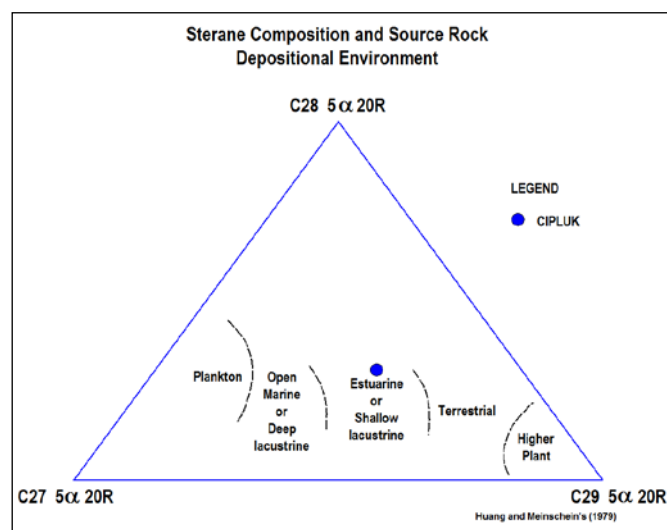 Sterane Composition and Source Rock
Depositional Environment
C28 5α 20R
LEGEND
CIPLUK
Plankton
Open
Marine
or
Deep
lacustrine
Estuarine
or
Shallow
lacustrine
Terrestrial
Higher
Plant
C27 5α 20R
C29 5α 20R
Huang and Meinschein's (1979)